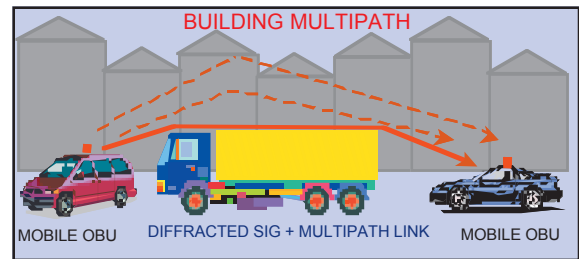 BUILDING MULTIPATH
MOBILE OBU
DIFFRACTED SIG + MULTIPATH LINK
MOBILE OBU